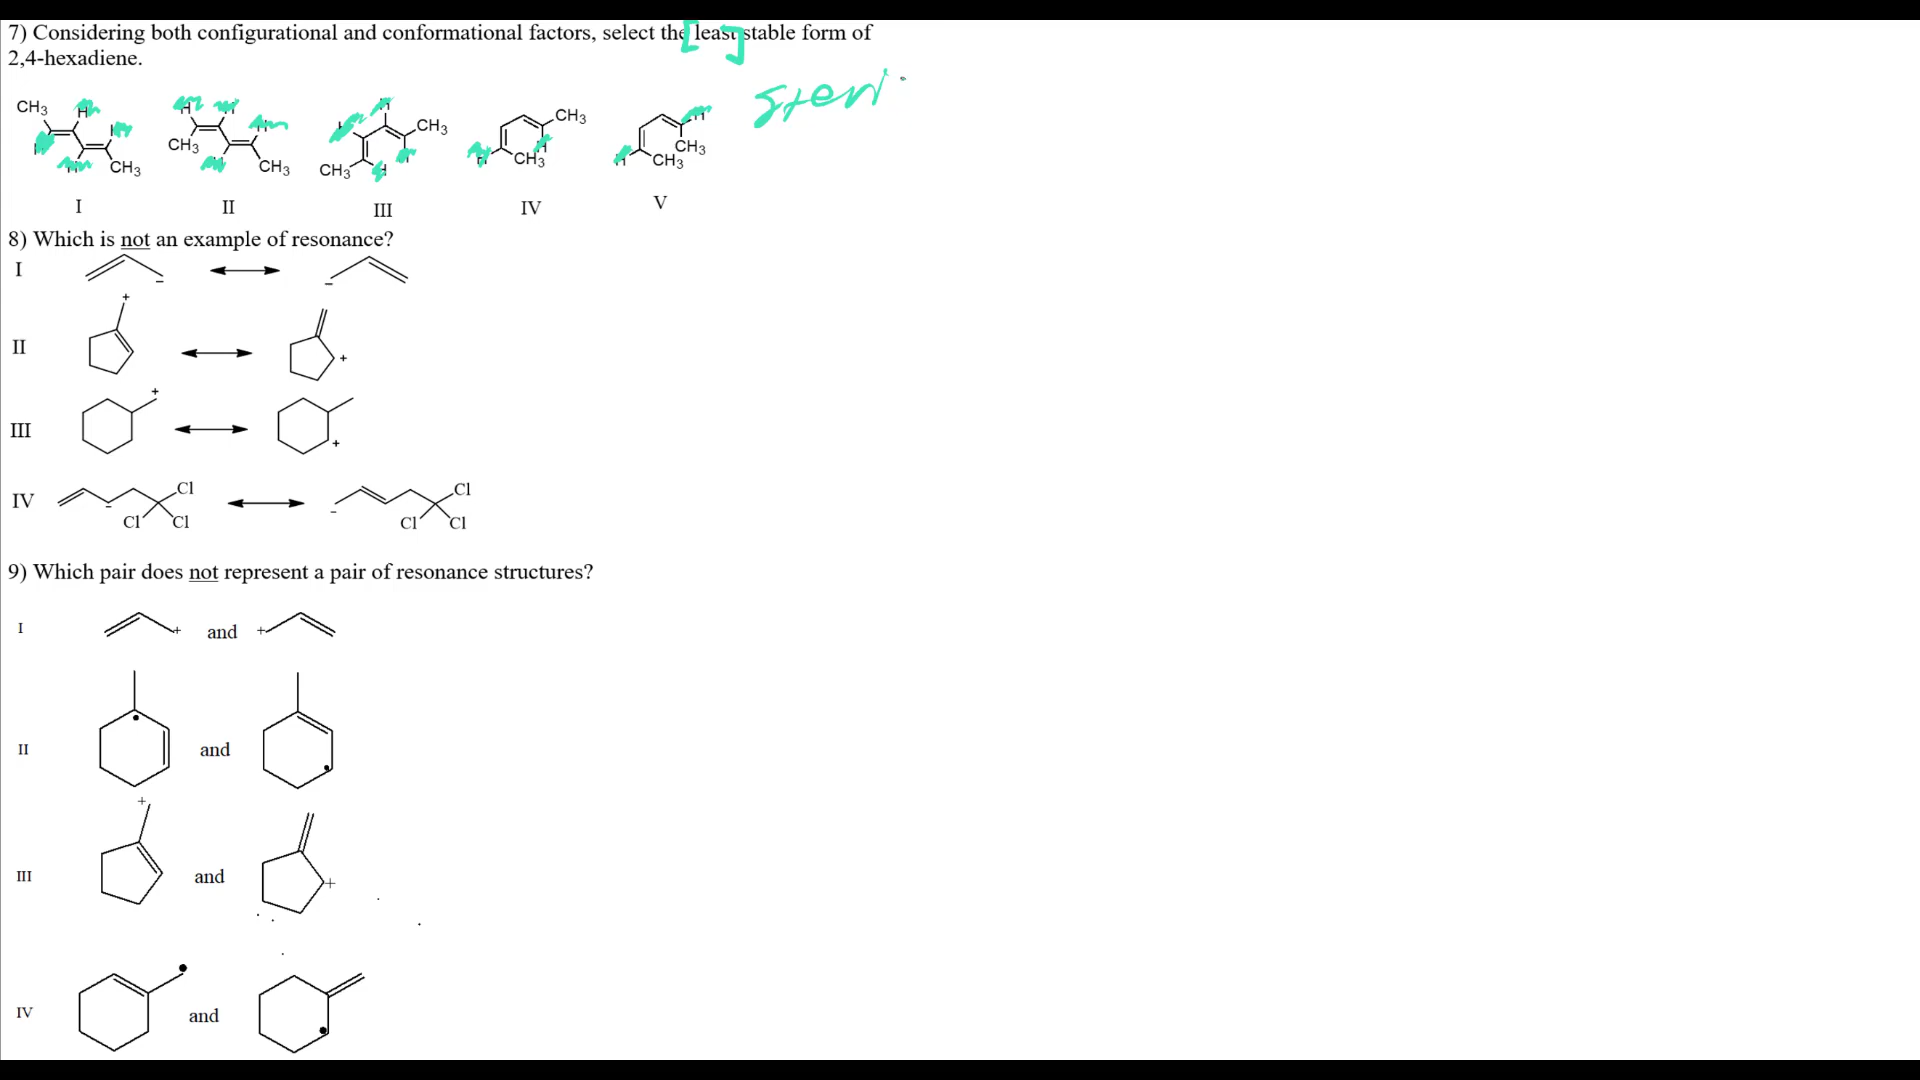 7) Considering both configurational and conformational factors, select the least stable form of
2,4-hexadiene.
steri
CH3 H H H H CH3
H H CH3 H H CH3
H H CH3 CH3 H H
CH3 H CH3 H
H CH3 H CH3
I II III IV V
8) Which is not an example of resonance?
I − −
II + +
III + +
IV − Cl Cl Cl − Cl Cl Cl
9) Which pair does not represent a pair of resonance structures?
I + and +
II and
III + and +
IV and